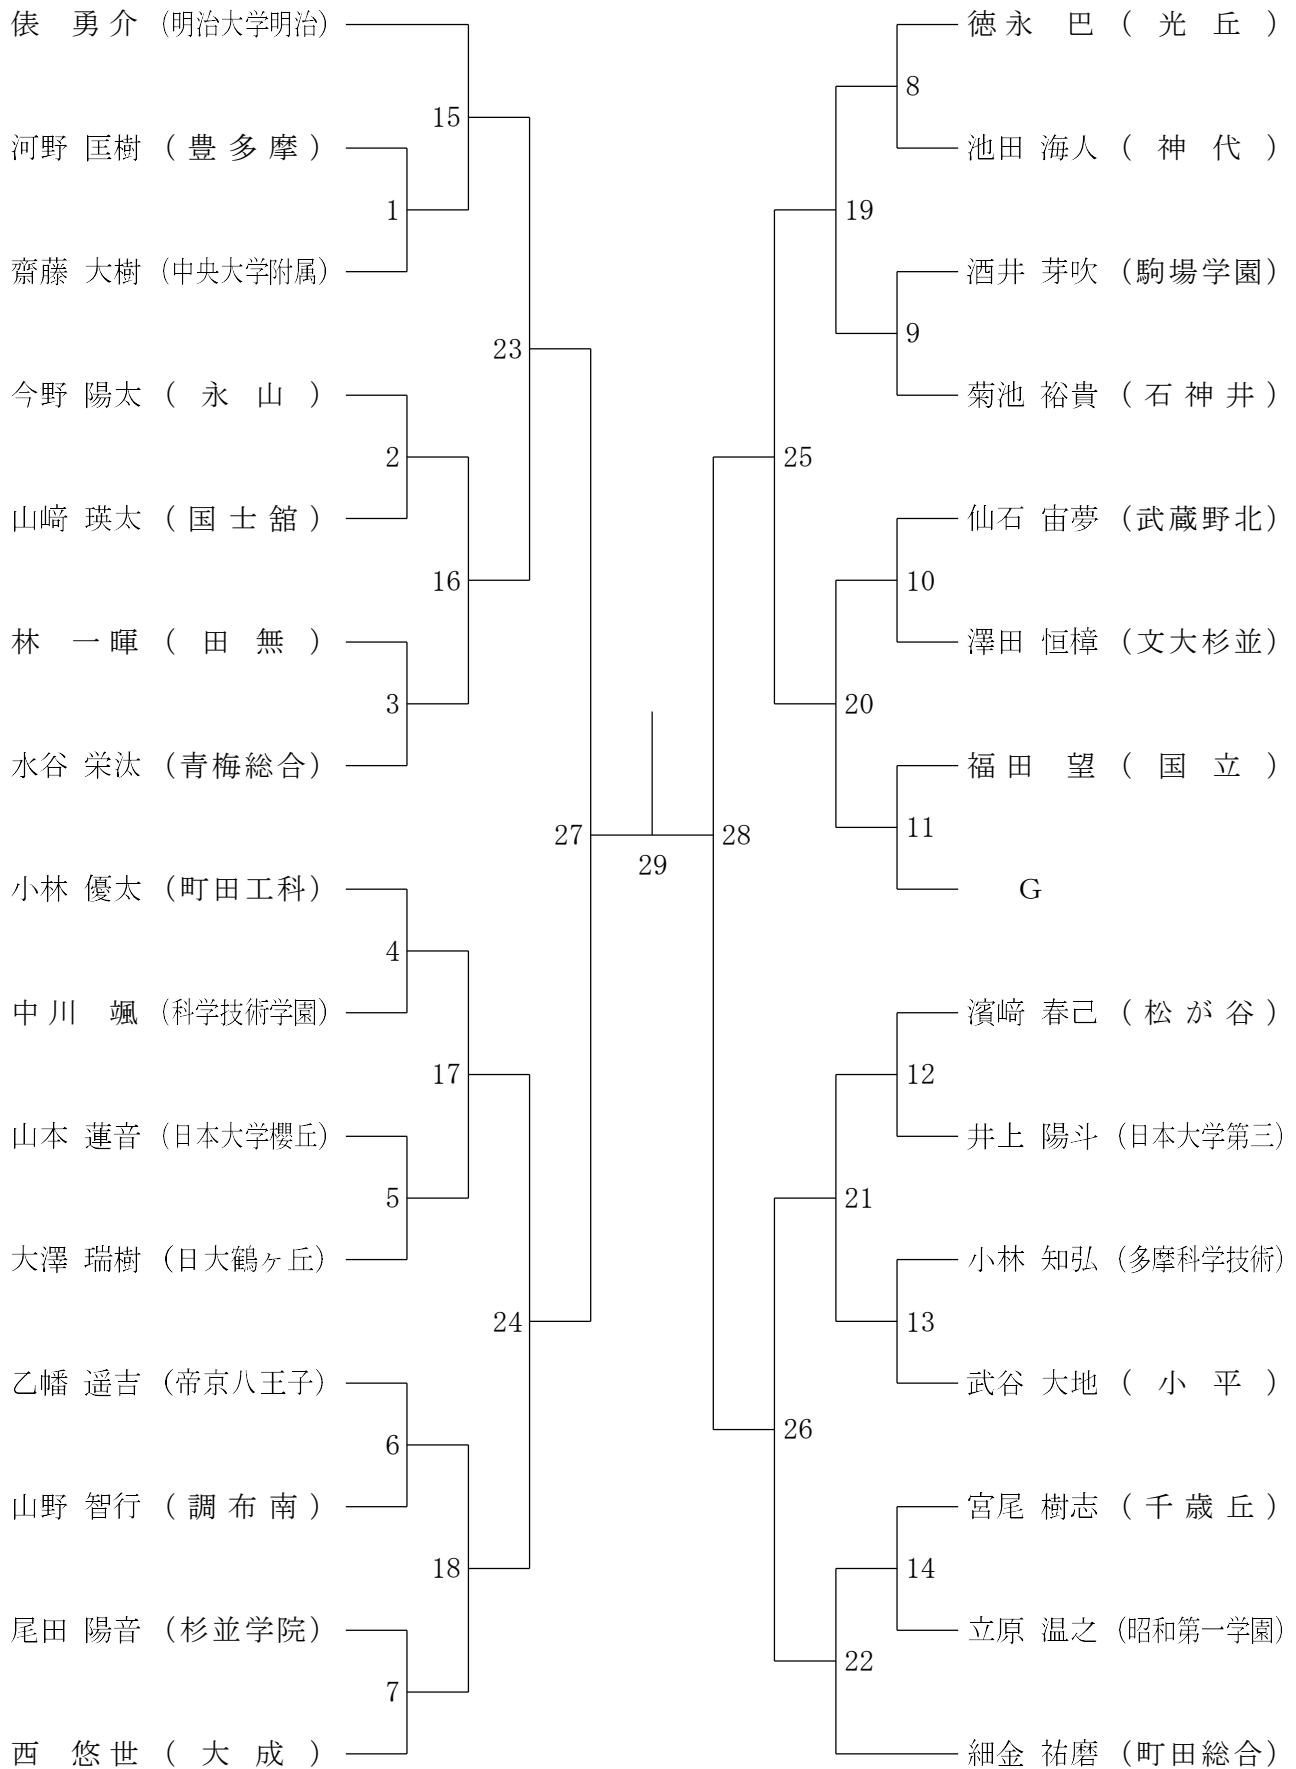 俵 勇介 (明治大学明治)
河野 匡樹 (豊多摩)
齋藤 大樹 (中央大学附属)
今野 陽太 (永山)
山﨑 瑛太 (国士舘)
林 一暉 (田無)
水谷 栄汰 (青梅総合)
小林 優太 (町田工科)
中川 颯 (科学技術学園)
山本 蓮音 (日本大学櫻丘)
大澤 瑞樹 (日大鶴ヶ丘)
乙幡 遥吉 (帝京八王子)
山野 智行 (調布南)
尾田 陽音 (杉並学院)
西 悠世 (大成)
1
2
3
4
5
6
7
15
16
17
18
23
24
27
29
28
25
26
19
20
21
22
8
9
10
11
12
13
14
徳永 巴 (光丘)
池田 海人 (神代)
酒井 芽吹 (駒場学園)
菊池 裕貴 (石神井)
仙石 宙夢 (武蔵野北)
澤田 恒樟 (文大杉並)
福田 望 (国立)
G
濱﨑 春己 (松が谷)
井上 陽斗 (日本大学第三)
小林 知弘 (多摩科学技術)
武谷 大地 (小平)
宮尾 樹志 (千歳丘)
立原 温之 (昭和第一学園)
細金 祐磨 (町田総合)